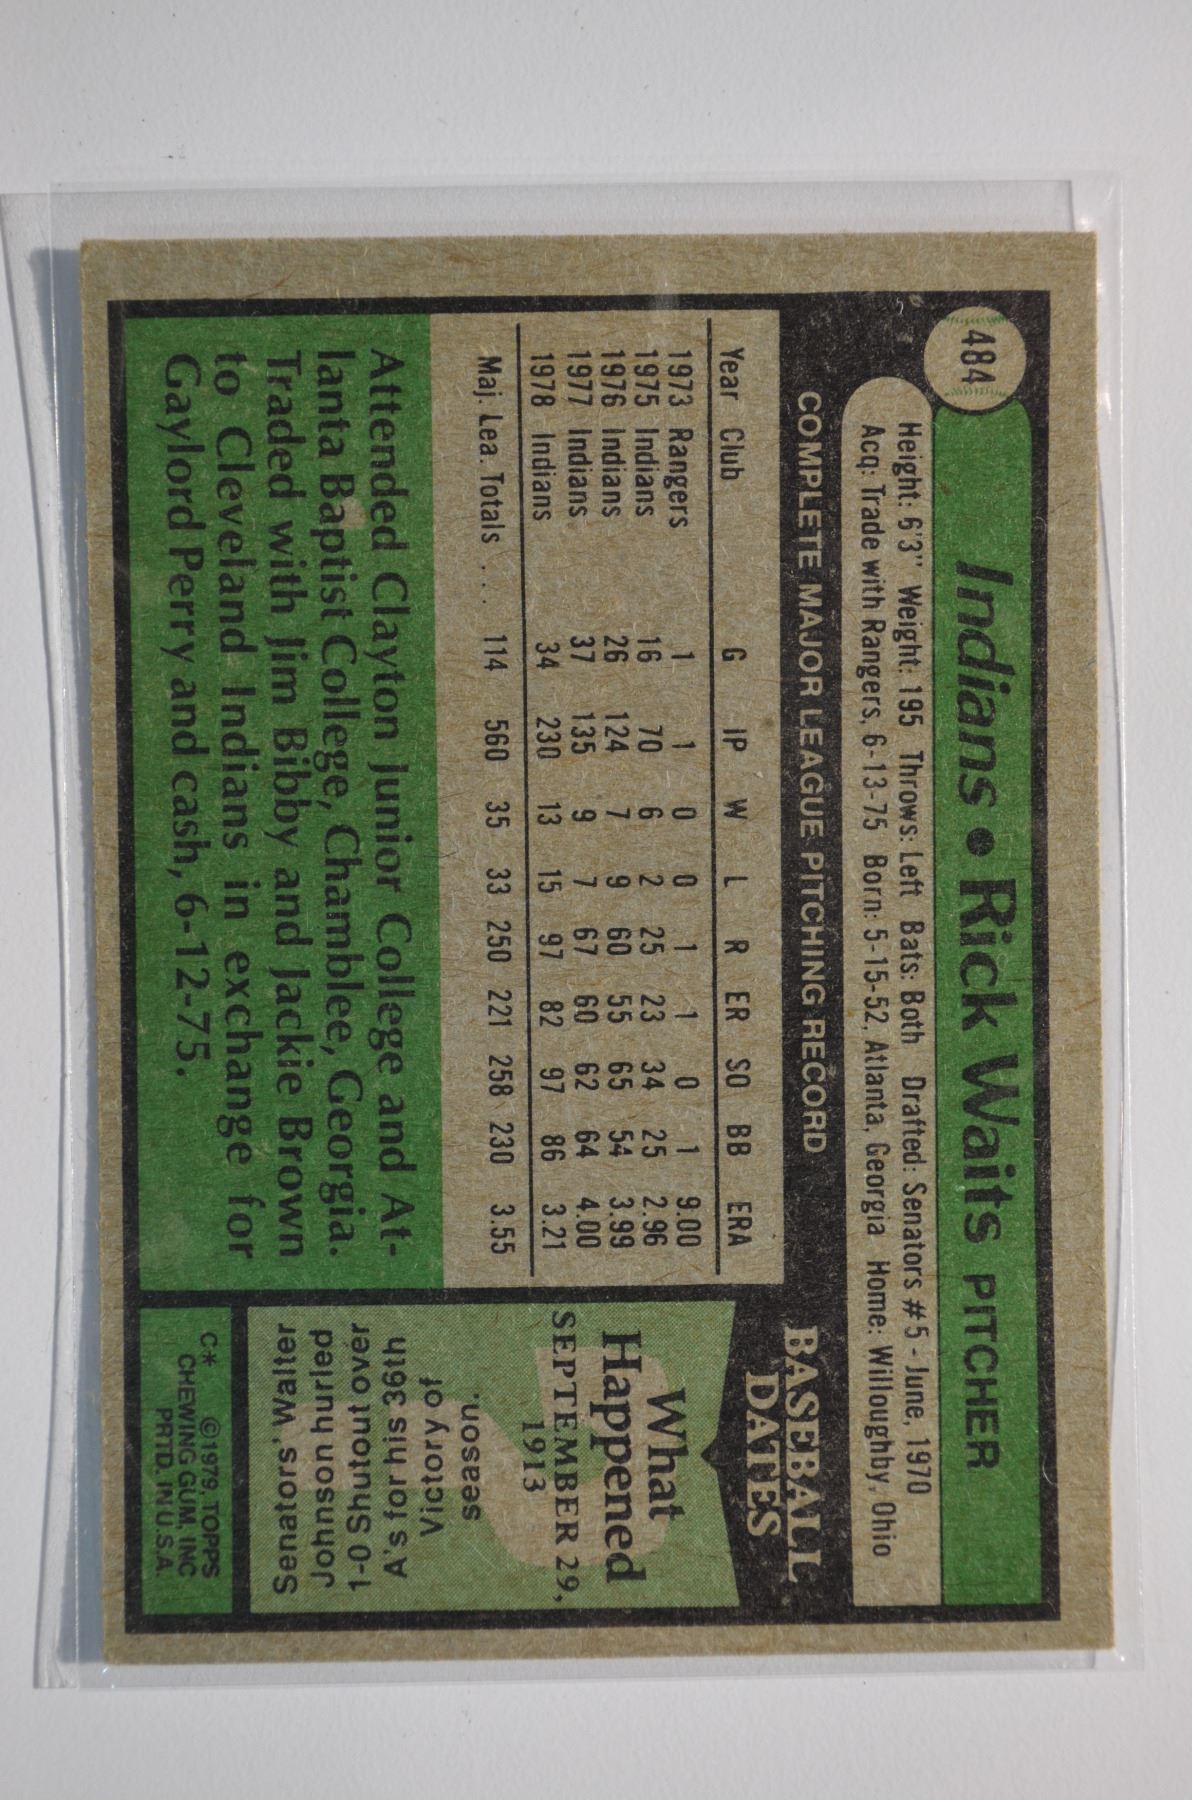 484
Indians • Rick Waits PITCHER
Height: 6'3" Weight: 195 Throws: Left Bats: Both Drafted: Senators #5 - June, 1970
Acq: Trade with Rangers, 6-13-75 Born: 5-15-52, Atlanta, Georgia Home: Willoughby, Ohio
COMPLETE MAJOR LEAGUE PITCHING RECORD
Year Club G IP W L R ER SO BB ERA
1973 Rangers 1 1 0 0 1 1 0 1 9.00
1975 Indians 16 70 6 2 25 23 34 25 2.96
1976 Indians 26 124 7 9 60 55 65 54 3.99
1977 Indians 37 135 9 7 67 60 62 64 4.00
1978 Indians 34 230 13 15 97 82 97 86 3.21
Maj. Lea. Totals . . . 114 560 35 33 250 221 258 230 3.55
Attended Clayton Junior College and At-
lanta Baptist College, Chamblee, Georgia.
Traded with Jim Bibby and Jackie Brown
to Cleveland Indians in exchange for
Gaylord Perry and cash, 6-12-75.
BASEBALL
DATES
What
Happened
SEPTEMBER 29,
1913
?
Senators' Walter
Johnson hurled
1-0 Shutout over
A's for his 36th
Victory of
season.
C* ©1979, TOPPS
CHEWING GUM, INC.
PRTD. IN U.S.A.